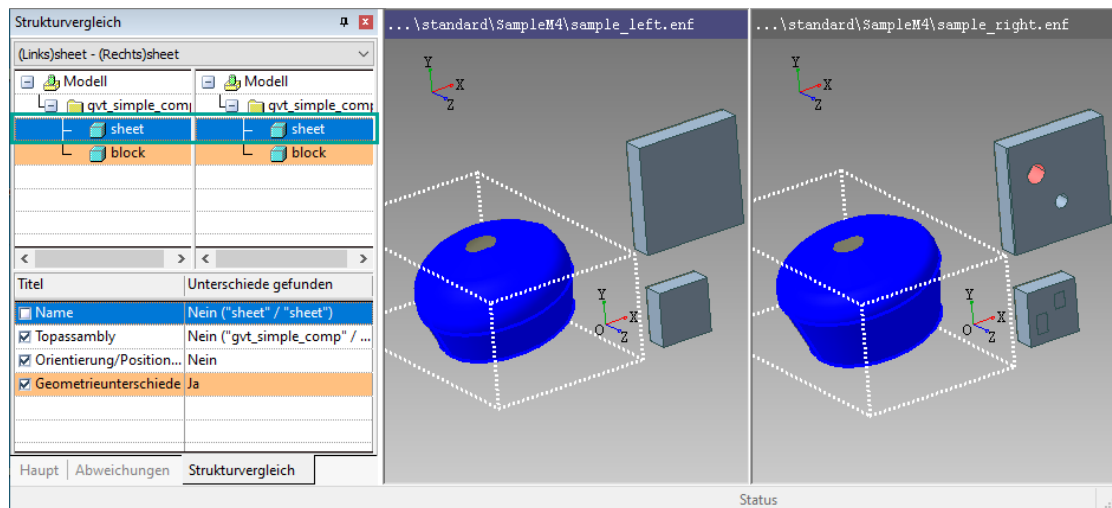 Strukturvergleich
...\standard\SampleM4\sample_left.enf
...\standard\SampleM4\sample_right.enf
(Links)sheet - (Rechts)sheet
Modell Modell
gvt_simple_comp gvt_simple_comp
sheet sheet
block block
Titel Unterschiede gefunden
Name Nein ("sheet" / "sheet")
Topassambly Nein ("gvt_simple_comp" / ...
Orientierung/Position... Nein
Geometrieunterschiede Ja
Haupt Abweichungen Strukturvergleich
Y
X
Z
Y
X
Z
Y
X
O
Z
Y
X
O
Z
Status